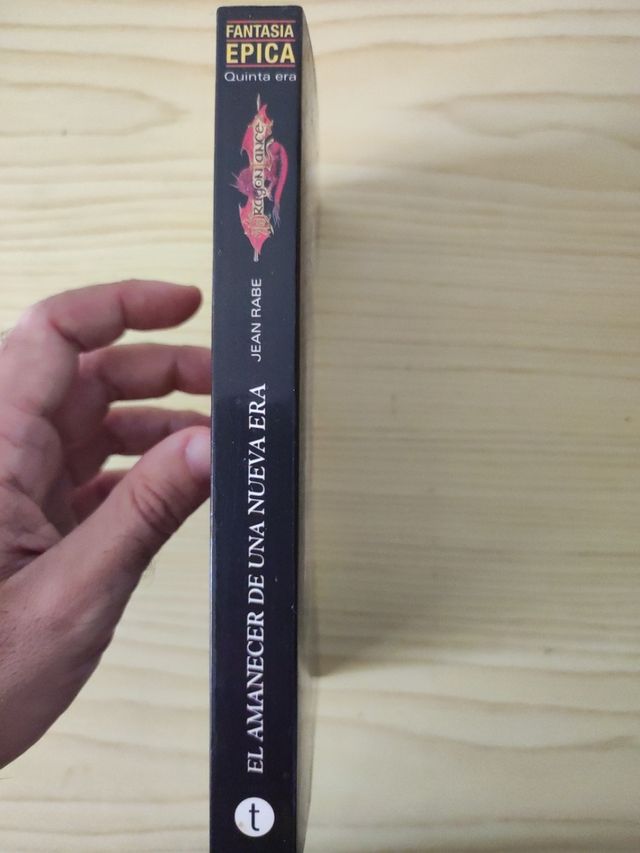 FANTASIA
EPICA
Quinta era
DRAGONLANCE
JEAN RABE
EL AMANECER DE UNA NUEVA ERA
t